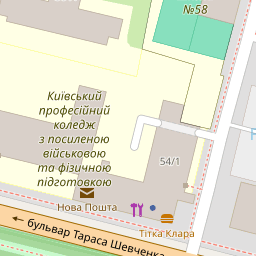 №58
Київський
професійний
коледж
з посиленою
військовою
та фізичною
підготовкою
54/1
Нова Пошта
Тітка Клара
бульвар Тараса Шевченка